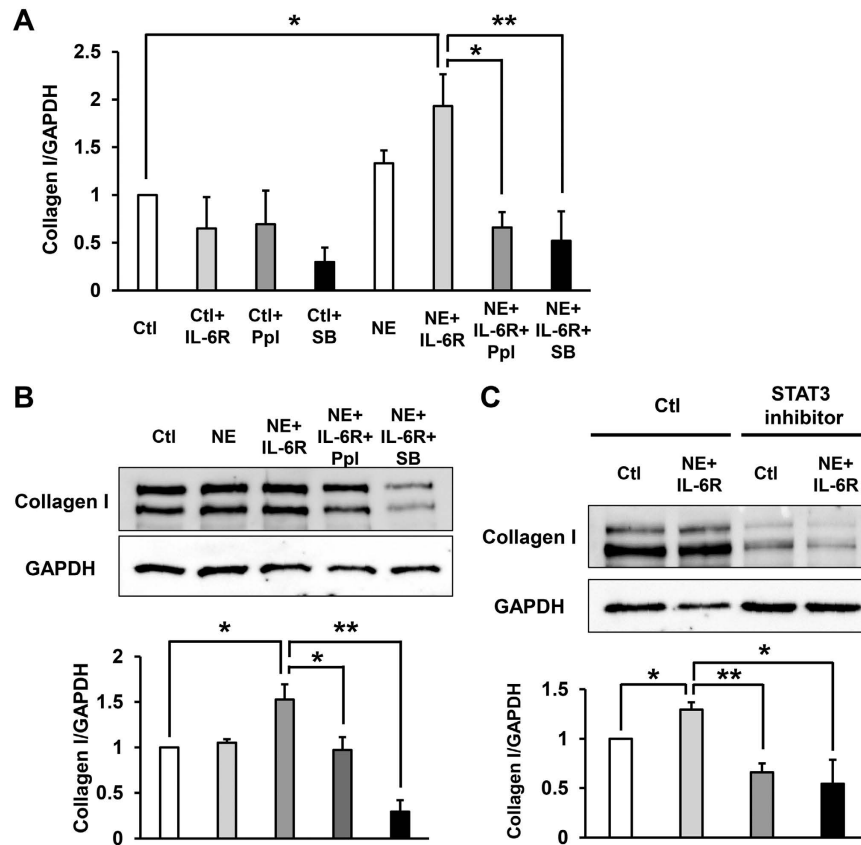 A
* **
*
Collagen I/GAPDH
2.5
2
1.5
1
0.5
0
Ctl
Ctl+
IL-6R
Ctl+
Ppl
Ctl+
SB
NE
NE+
IL-6R
NE+
IL-6R+
Ppl
NE+
IL-6R+
SB
B
Ctl
NE
NE+
IL-6R
NE+
IL-6R+
Ppl
NE+
IL-6R+
SB
Collagen I
GAPDH
* **
*
Collagen I/GAPDH
2
1.5
1
0.5
0
C
Ctl
STAT3
inhibitor
Ctl
NE+
IL-6R
Ctl
NE+
IL-6R
Collagen I
GAPDH
*
* **
Collagen I/GAPDH
1.5
1
0.5
0